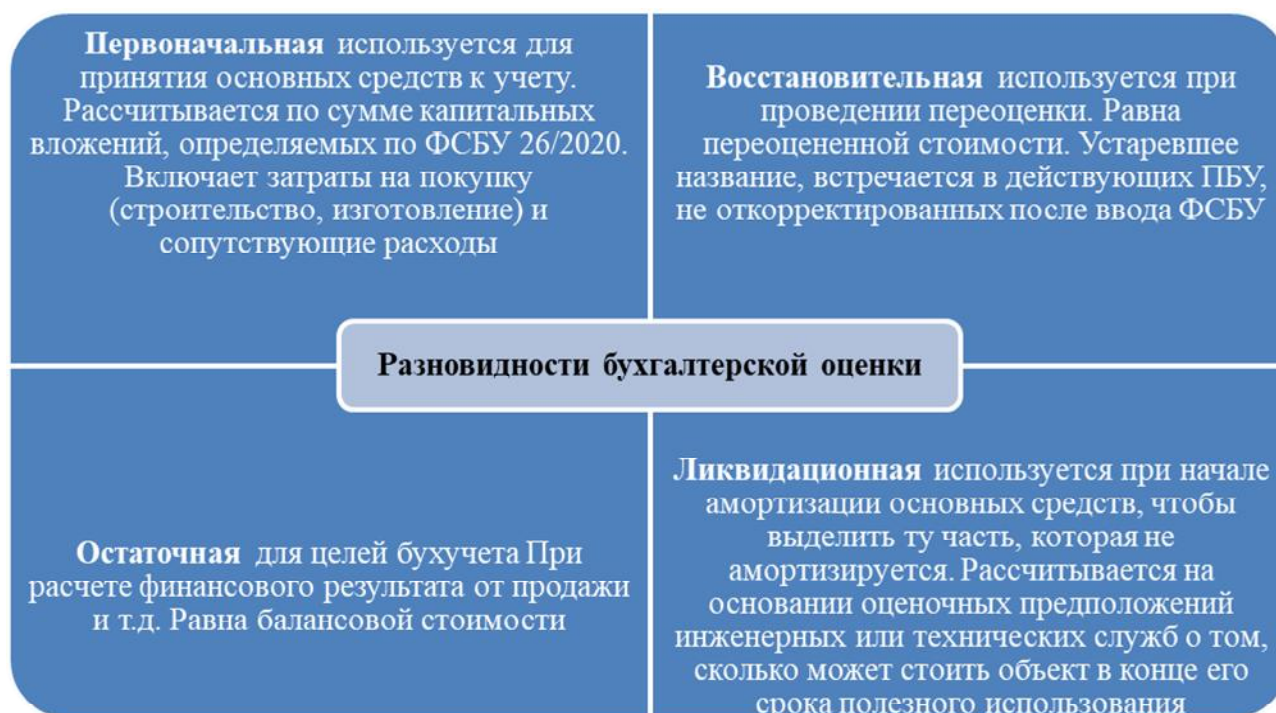 Первоначальная используется для
принятия основных средств к учету.
Рассчитывается по сумме капитальных
вложений, определяемых по ФСБУ 26/2020.
Включает затраты на покупку
(строительство, изготовление) и
сопутствующие расходы
Восстановительная используется при
проведении переоценки. Равна
переоцененной стоимости. Устаревшее
название, встречается в действующих ПБУ,
не откорректированных после ввода ФСБУ
Разновидности бухгалтерской оценки
Остаточная для целей бухучета При
расчете финансового результата от продажи
и т.д. Равна балансовой стоимости
Ликвидационная используется при начале
амортизации основных средств, чтобы
выделить ту часть, которая не
амортизируется. Рассчитывается на
основании оценочных предположений
инженерных или технических служб о том,
сколько может стоить объект в конце его
срока полезного использования